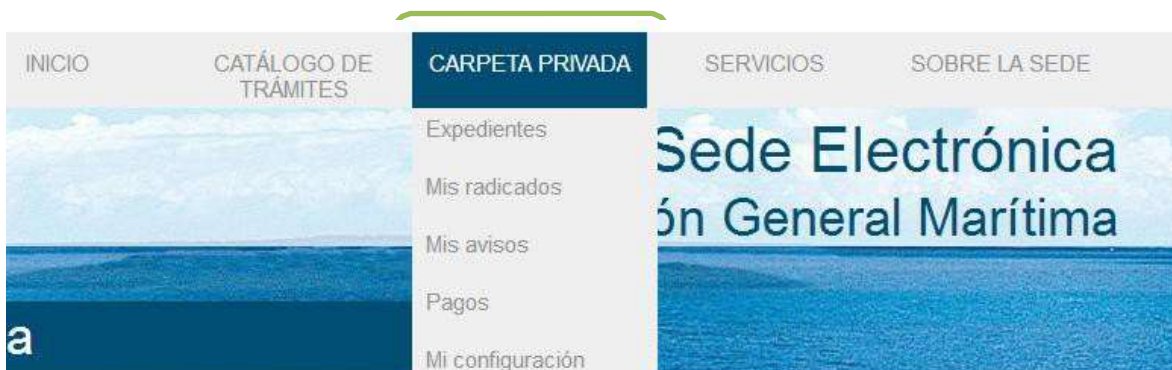 INICIO
CATÁLOGO DE
TRÁMITES
CARPETA PRIVADA
SERVICIOS
SOBRE LA SEDE
Expedientes
Mis radicados
Mis avisos
Pagos
Mi configuración
Sede Electrónica
ón General Marítima
a